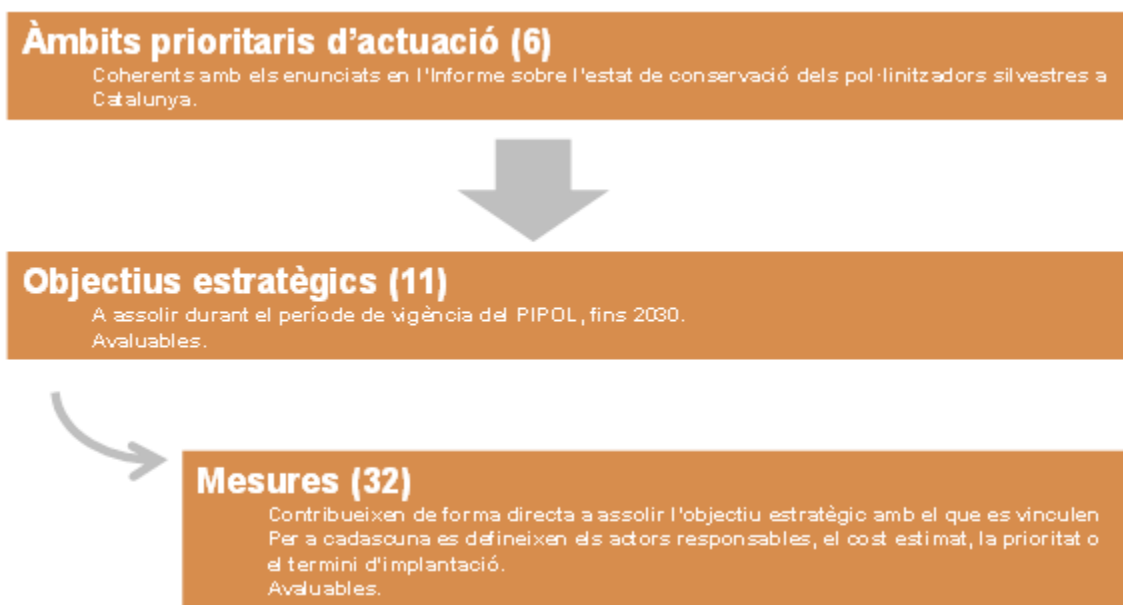 Àmbits prioritaris d'actuació (6)
Coherents amb els enunciats en l'Informe sobre l'estat de conservació dels pol·linitzadors silvestres a
Catalunya.
Objectius estratègics (11)
A assolir durant el període de vigència del PIPOL, fins 2030.
Avaluables.
Mesures (32)
Contribueixen de forma directa a assolir l'objectiu estratègic amb el que es vinculen
Per a cadascuna es defineixen els actors responsables, el cost estimat, la prioritat o
el termini d'implantació.
Avaluables.